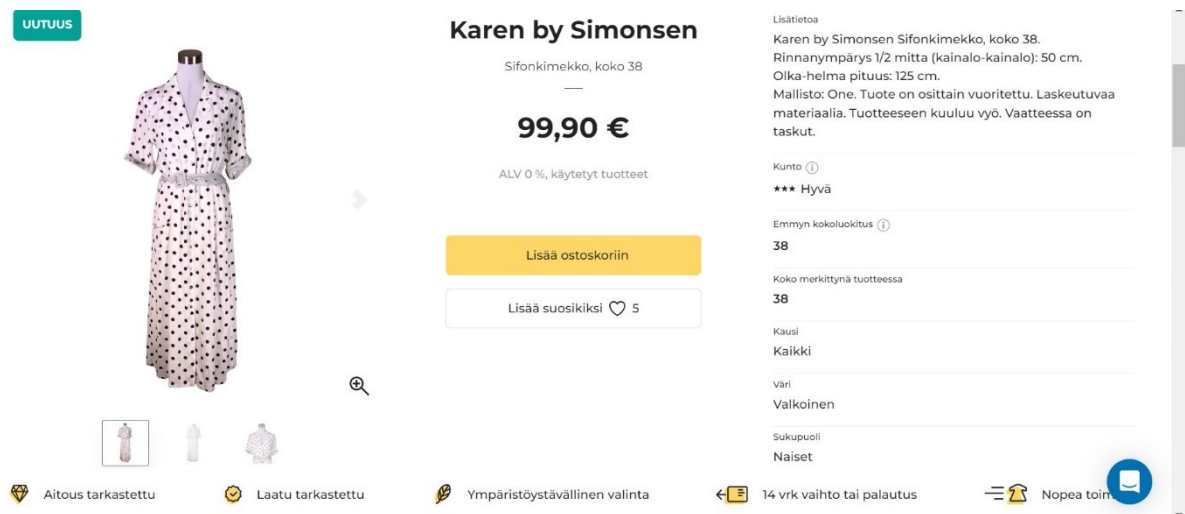 UUTUUS
Karen by Simonsen
Sifonkimekko, koko 38
99,90 €
ALV 0 %, käytetyt tuotteet
Lisää ostoskoriin
Lisää suosikiksi 5
Lisätietoa
Karen by Simonsen Sifonkimekko, koko 38.
Rinnanympärys 1/2 mitta (kainalo-kainalo): 50 cm.
Olka-helma pituus: 125 cm.
Mallisto: One. Tuote on osittain vuoritettu. Laskeutuvaa
materiaalia. Tuotteeseen kuuluu vyö. Vaatteessa on
taskut.
Kunto
★★★ Hyvä
Emmyn kokoluokitus
38
Koko merkittynä tuotteessa
38
Kausi
Kaikki
Väri
Valkoinen
Sukupuoli
Naiset
Aitous tarkastettu
Laatu tarkastettu
Ympäristöystävällinen valinta
14 vrk vaihto tai palautus
Nopea toim